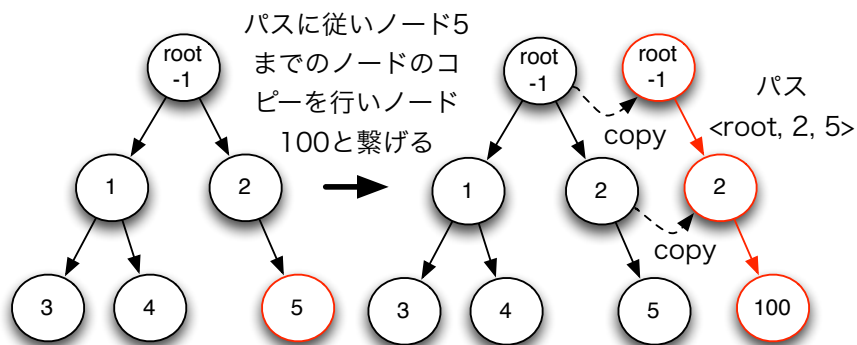 root
-1
1
2
3
4
5
パスに従いノード5
までのノードのコ
ピーを行いノード
100と繋げる
root
-1
root
-1
copy
パス
<root, 2, 5>
1
2
2
copy
3
4
5
100